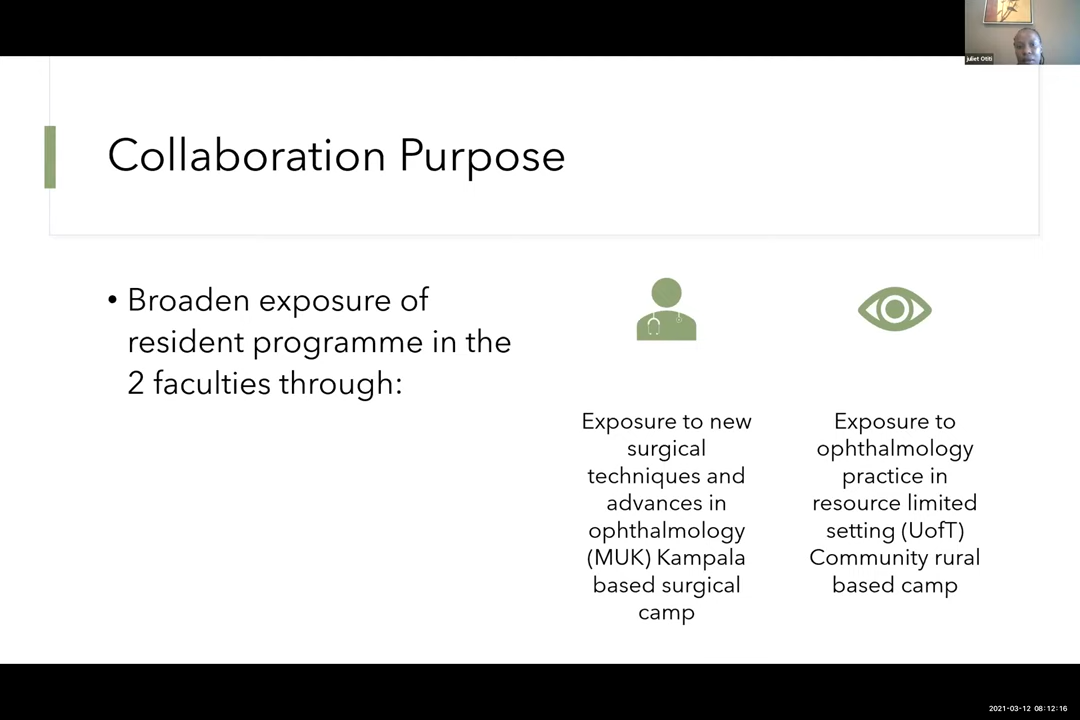 juliet Otiti
Collaboration Purpose
• Broaden exposure of
resident programme in the
2 faculties through:
Exposure to new
surgical
techniques and
advances in
ophthalmology
(MUK) Kampala
based surgical
camp
Exposure to
ophthalmology
practice in
resource limited
setting (UofT)
Community rural
based camp
2021-03-12 08:12:16